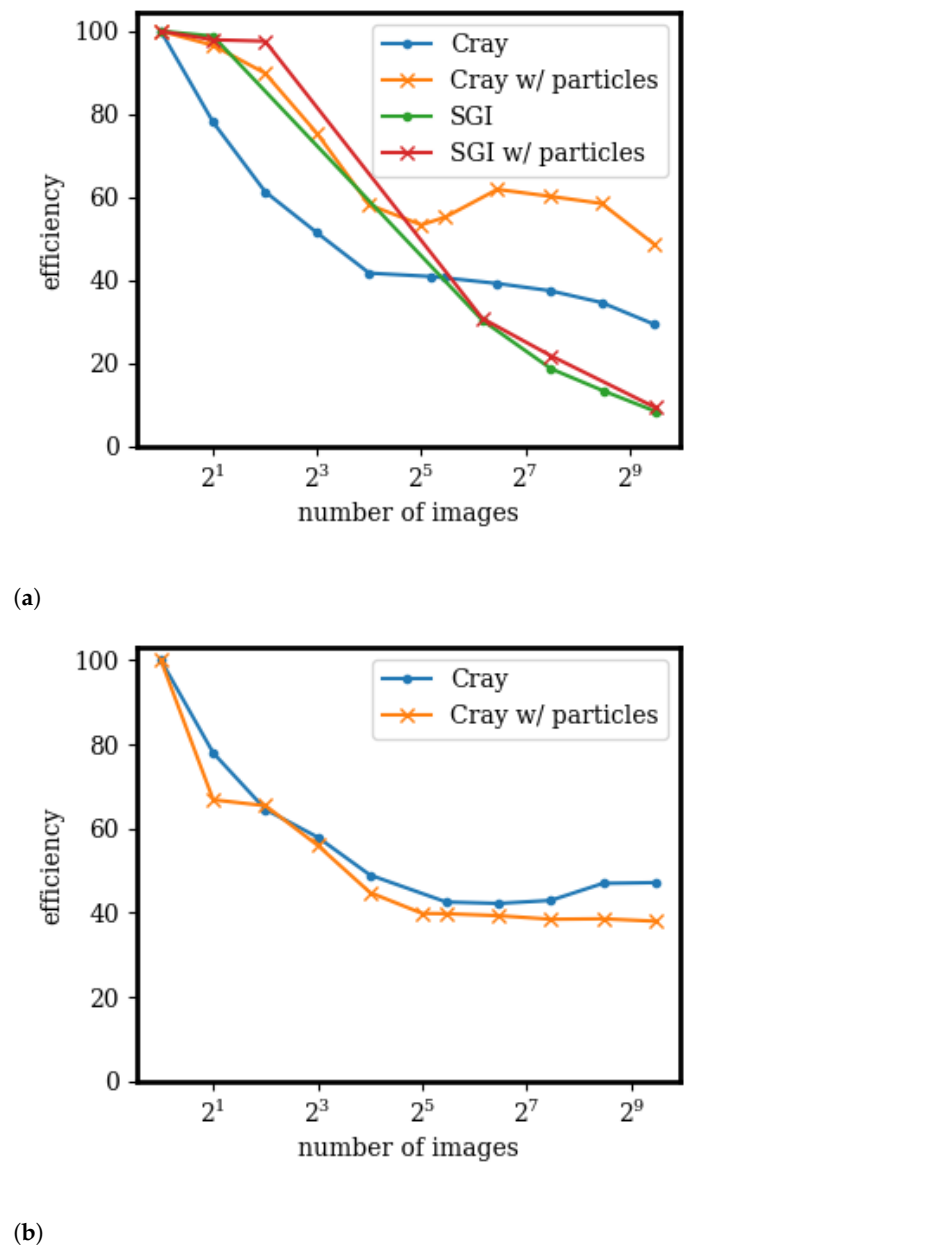 100
80
60
40
20
0
efficiency
Cray
Cray w/ particles
SGI
SGI w/ particles
2¹ 2³ 2⁵ 2⁷ 2⁹
number of images
(a)
100
80
60
40
20
0
efficiency
Cray
Cray w/ particles
2¹ 2³ 2⁵ 2⁷ 2⁹
number of images
(b)